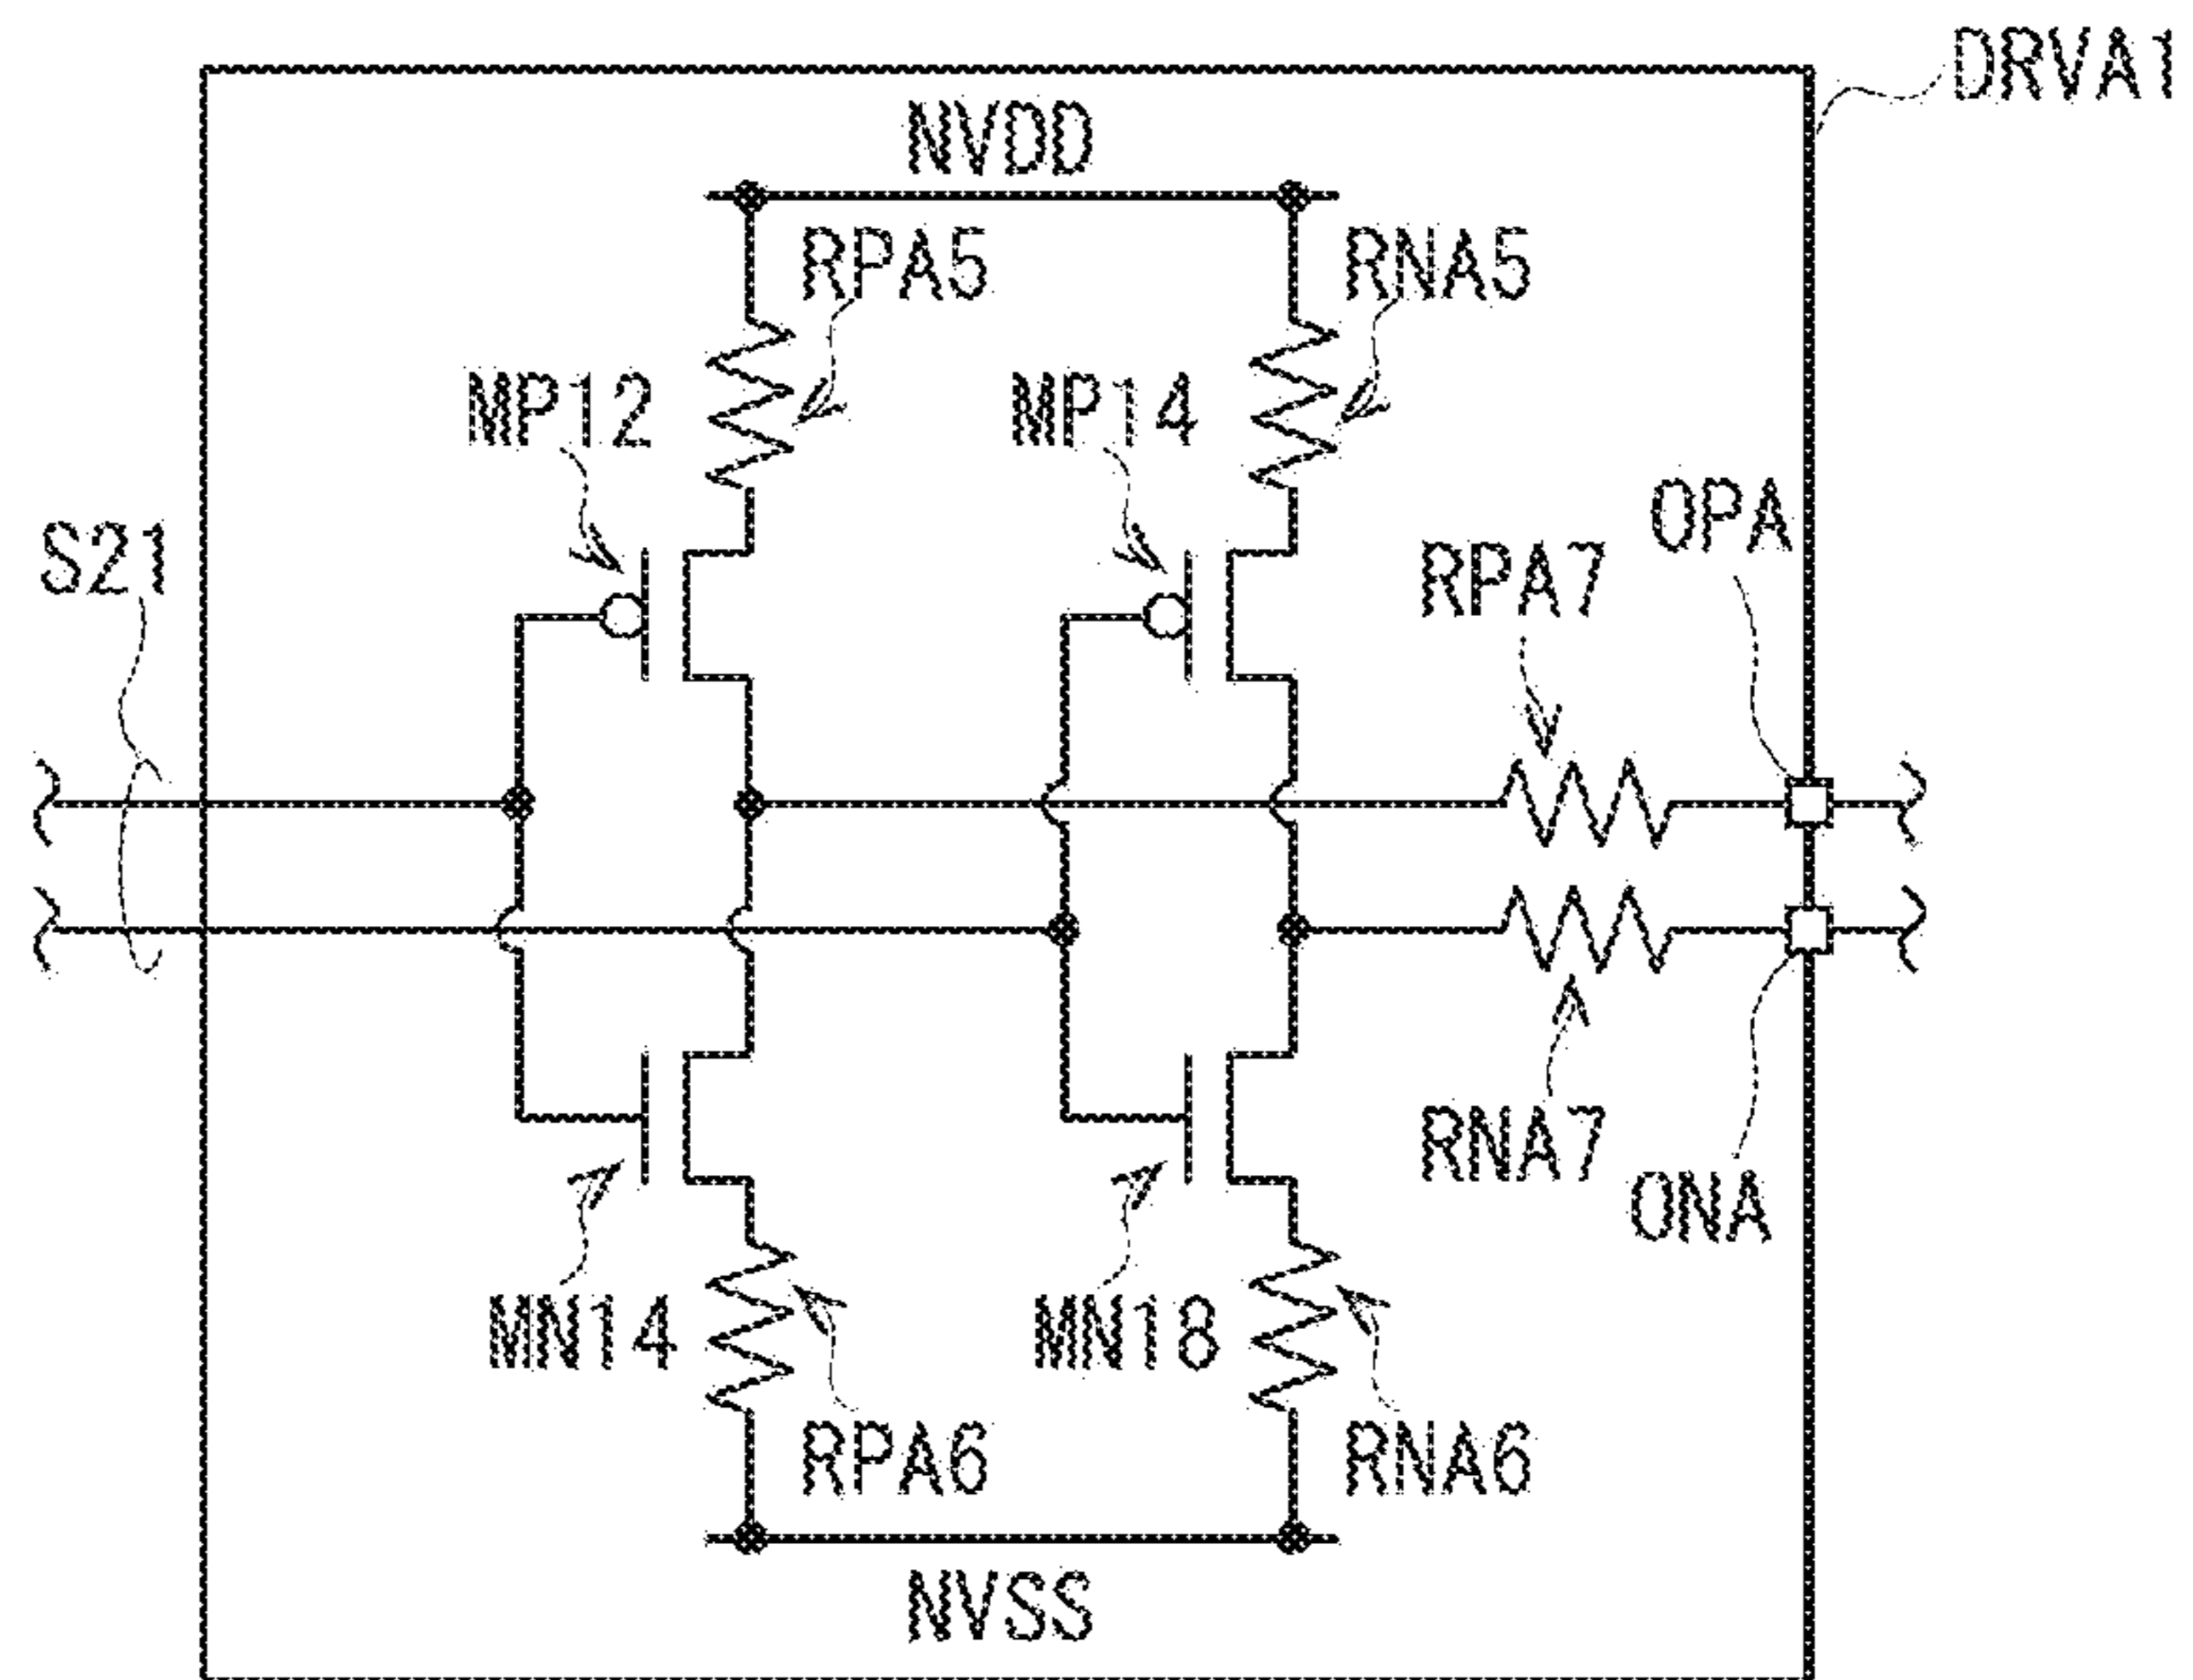 DRVA1
NVDD
RPA5
RNA5
MP12
MP14
S21
OPA
RPA7
RNA7
ONA
MN14
MN18
RPA6
RNA6
NVSS